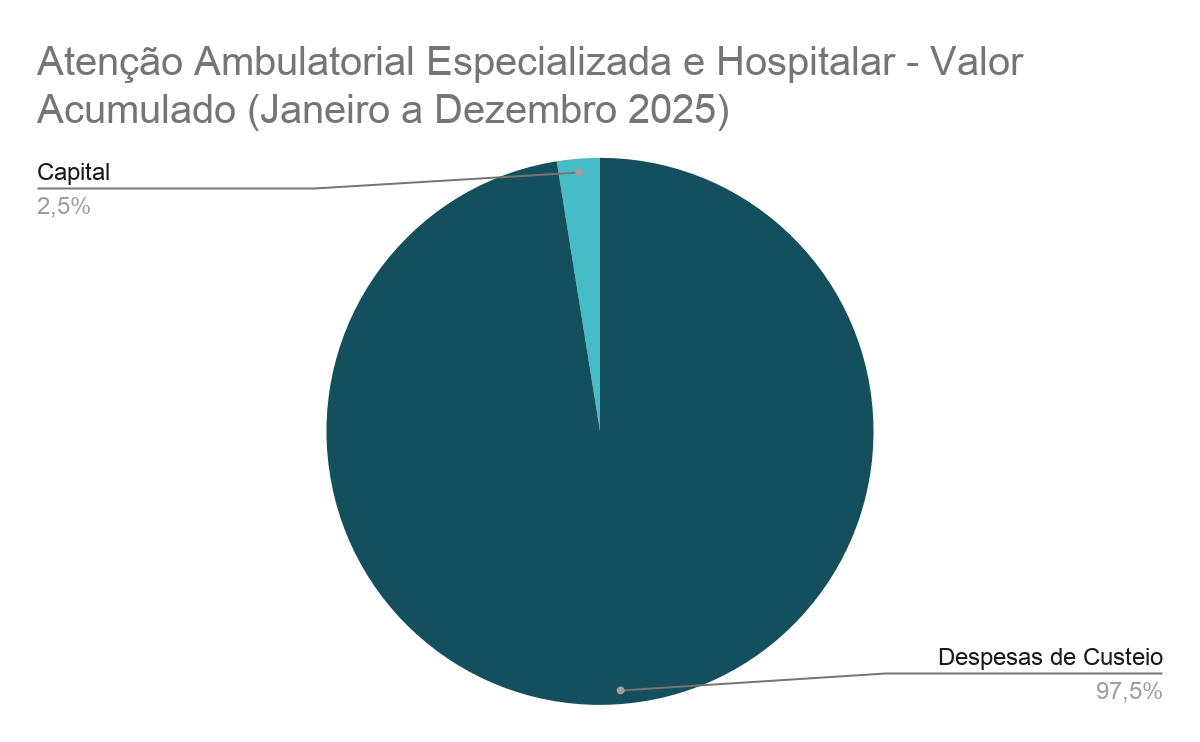 Atenção Ambulatorial Especializada e Hospitalar - Valor
Acumulado (Janeiro a Dezembro 2025)
Capital
2,5%
Despesas de Custeio
97,5%